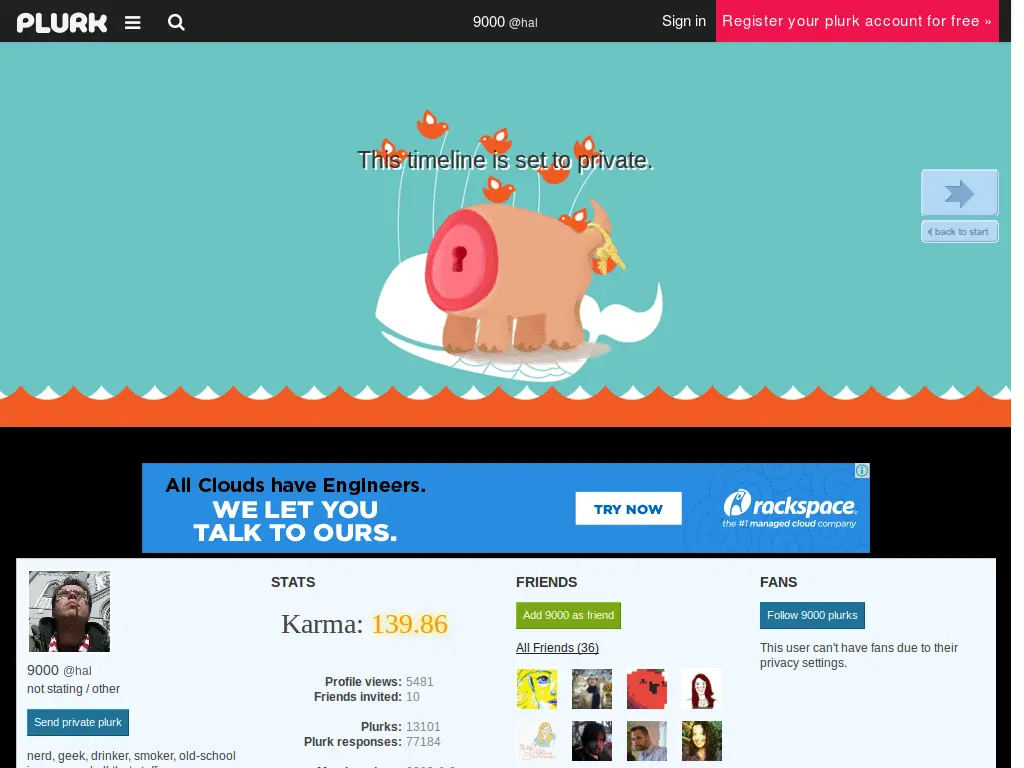 PLURK
9000 @hal
Sign in
Register your plurk account for free »
This timeline is set to private.
back to start
All Clouds have Engineers.
WE LET YOU
TALK TO OURS.
TRY NOW
rackspace
the #1 managed cloud company
9000 @hal
not stating / other
Send private plurk
nerd, geek, drinker, smoker, old-school
STATS
Karma: 139.86
Profile views: 5481
Friends invited: 10
Plurks: 13101
Plurk responses: 77184
FRIENDS
Add 9000 as friend
All Friends (36)
FANS
Follow 9000 plurks
This user can't have fans due to their
privacy settings.